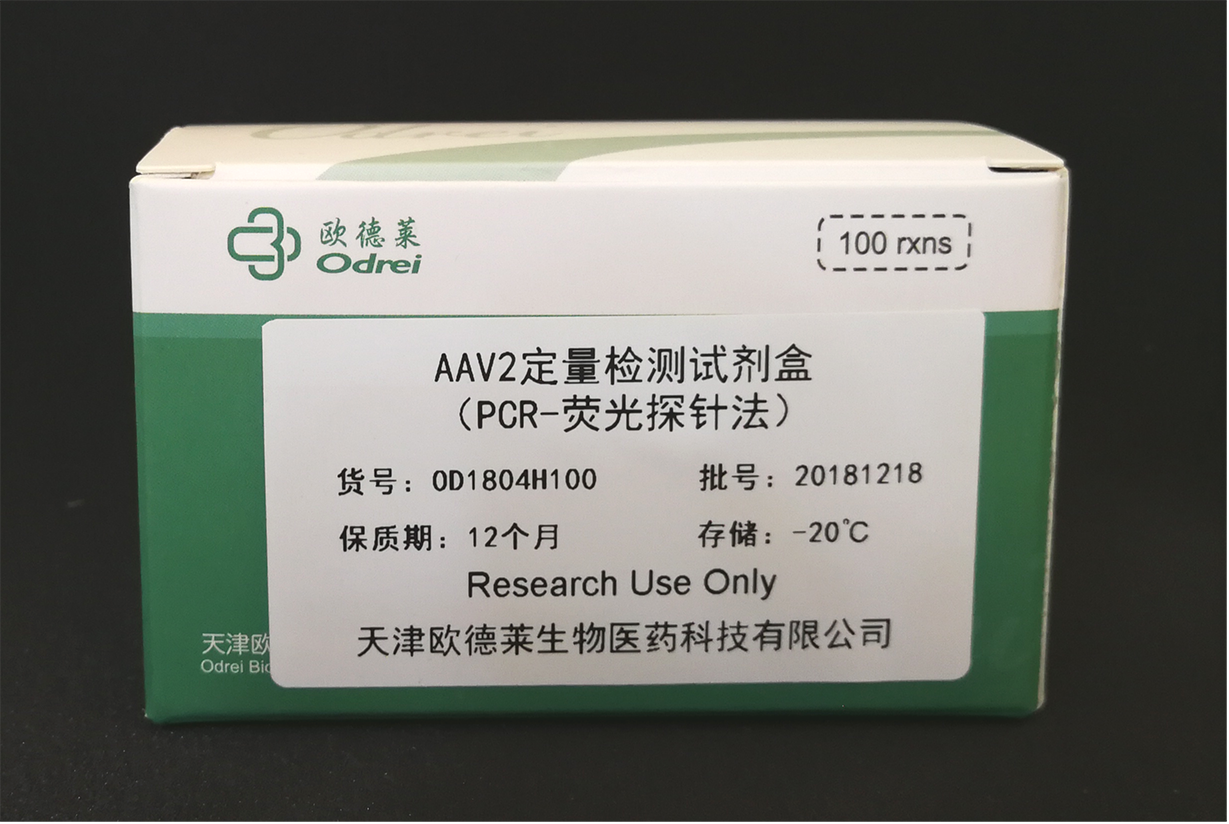 Odrei
欧德莱
Odrei
100 rxns
AAV2定量检测试剂盒
（PCR-荧光探针法）
货号：OD1804H100
批号：20181218
保质期：12个月
存储：-20℃
Research Use Only
天津欧德莱生物医药科技有限公司
天津欧
Odrei